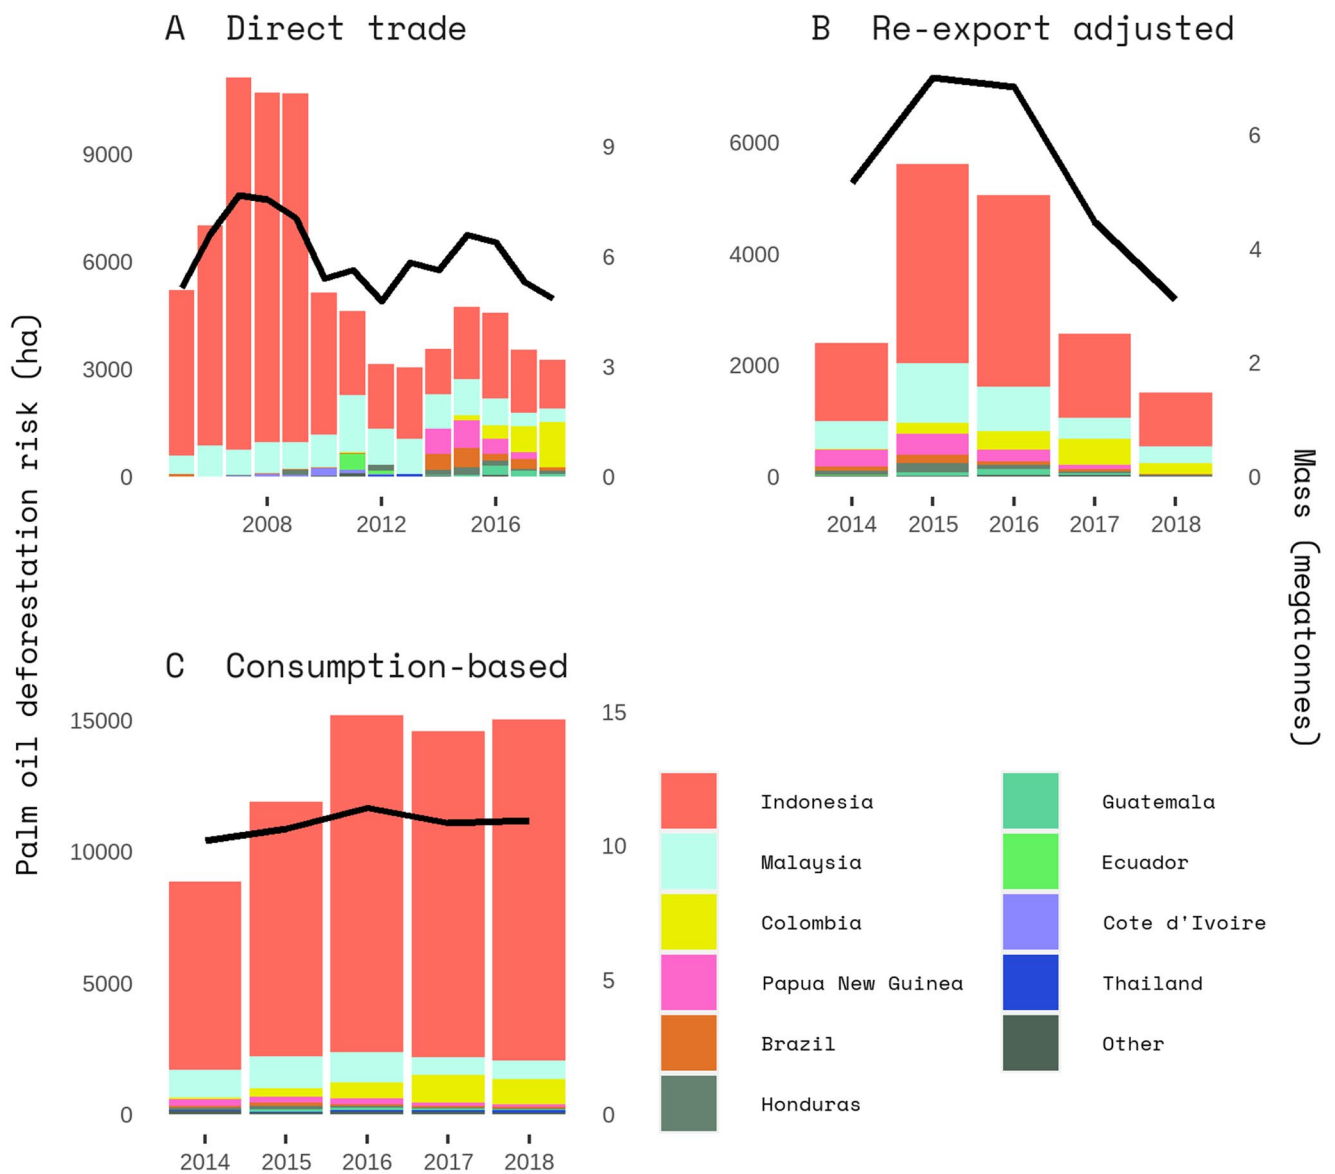 A Direct trade
B Re-export adjusted
Palm oil deforestation risk (ha)
Mass (megatonnes)
9000
6000
3000
0
9
6
3
0
2008 2012 2016
6000
4000
2000
0
6
4
2
0
2014 2015 2016 2017 2018
C Consumption-based
15000
10000
5000
0
15
10
5
0
2014 2015 2016 2017 2018
Indonesia
Malaysia
Colombia
Papua New Guinea
Brazil
Honduras
Guatemala
Ecuador
Cote d'Ivoire
Thailand
Other